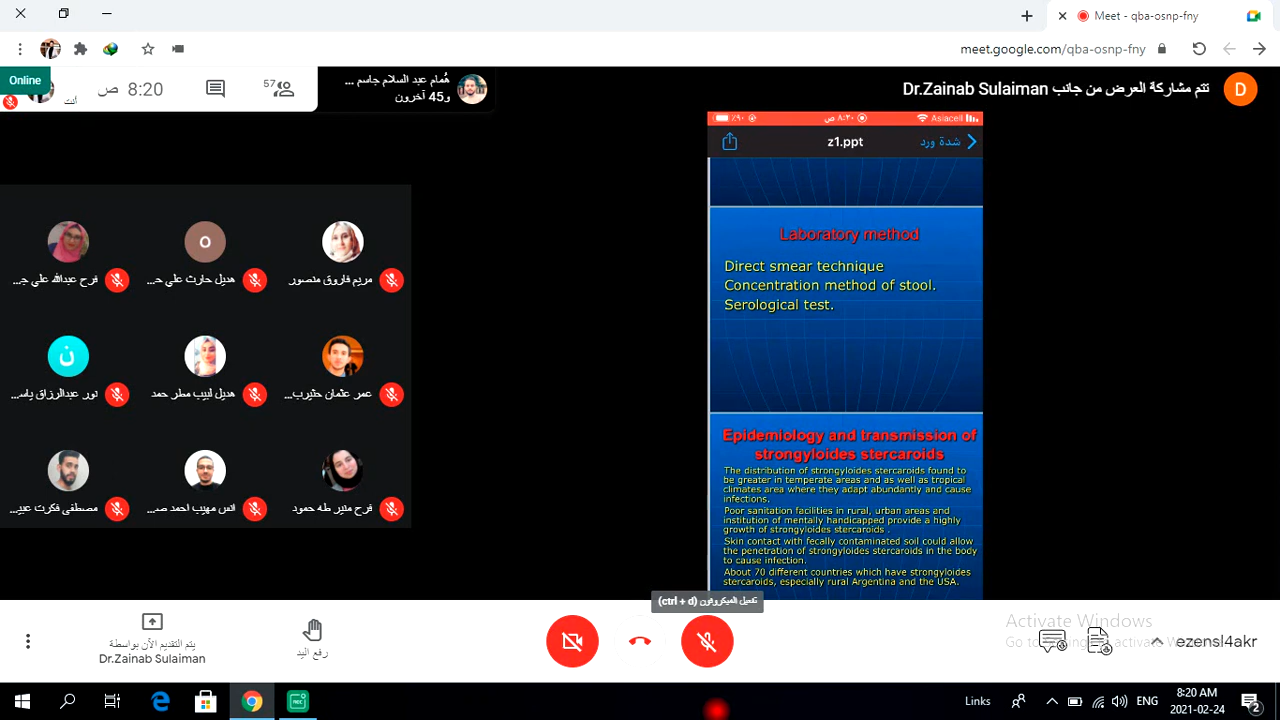 Meet - qba-osnp-fny
meet.google.com/qba-osnp-fny
Online
أنت
8:20 ص
57
هُمام عبد السلام جاسم ...
و45 آخرون
تتم مشاركة العرض من جانب Dr.Zainab Sulaiman
D
Asiacell
٨:٢٠ ص
٪٩٠
شدة ورد
z1.ppt
Laboratory method
Direct smear technique
Concentration method of stool.
Serological test.
Epidemiology and transmission of
strongyloides stercaroids
The distribution of strongyloides stercaroids found to
be greater in temperate areas and as well as tropical
climates area where they adapt abundantly and cause
infections.
Poor sanitation facilities in rural, urban areas and
institution of mentally handicapped provide a highly
growth of strongyloides stercaroids .
Skin contact with fecally contaminated soil could allow
the penetration of strongyloides stercaroids in the body
to cause infection.
About 70 different countries which have strongyloides
stercaroids, especially rural Argentina and the USA.
مريم فاروق منصور
O
هديل حارث علي حـ...
فرح عبدالله علي جـ...
عمر عثمان حثيرب...
هديل لبيب مطر حمد
ن
نور عبدالرزاق ياسـ...
فرح منير طه حمود
انس مهيب احمد صـ...
مصطفى فكرت عبيـ...
تفعيل الميكروفون (ctrl + d)
رفع اليد
يتم التقديم الآن بواسطة
Dr.Zainab Sulaiman
Activate Windows
ezenasl4akr
Links
ENG
8:20 AM
2021-02-24
2